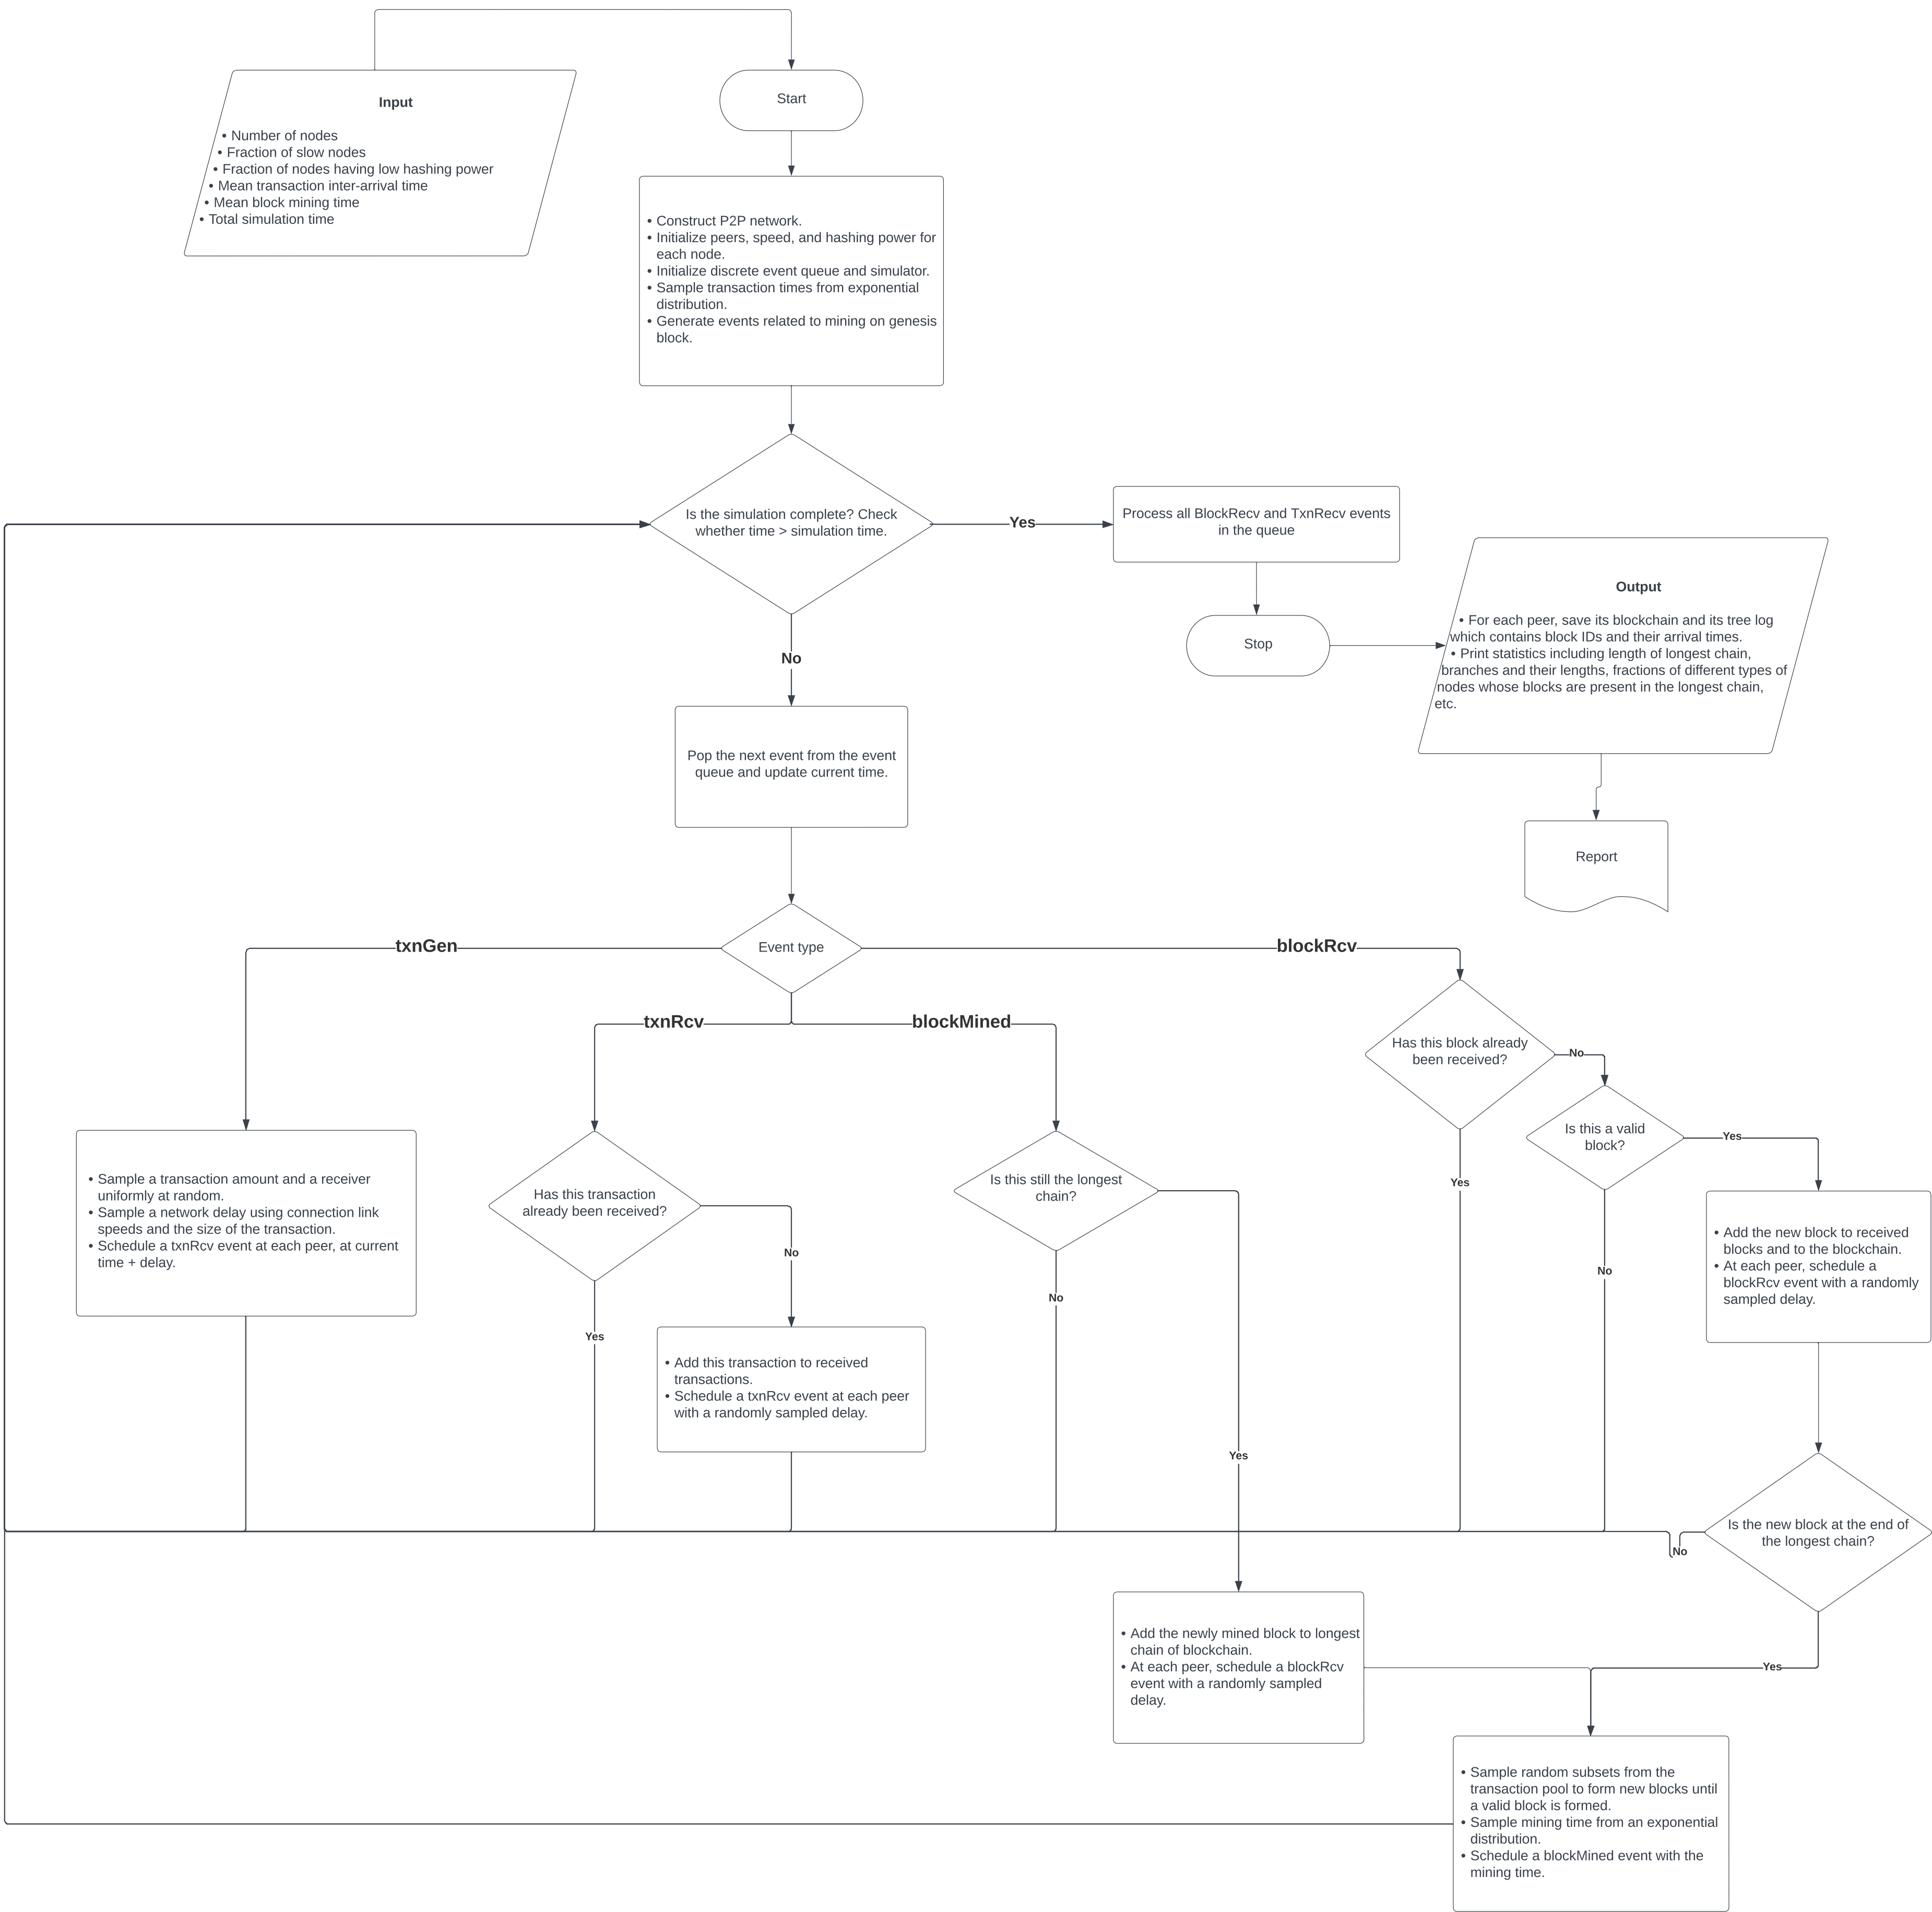 Input
• Number of nodes
• Fraction of slow nodes
• Fraction of nodes having low hashing power
• Mean transaction inter-arrival time
• Mean block mining time
• Total simulation time
Start
• Construct P2P network.
• Initialize peers, speed, and hashing power for
each node.
• Initialize discrete event queue and simulator.
• Sample transaction times from exponential
distribution.
• Generate events related to mining on genesis
block.
Is the simulation complete? Check
whether time > simulation time.
Yes
Process all BlockRecv and TxnRecv events
in the queue
Stop
Output
• For each peer, save its blockchain and its tree log
which contains block IDs and their arrival times.
• Print statistics including length of longest chain,
branches and their lengths, fractions of different types of
nodes whose blocks are present in the longest chain,
etc.
Report
No
Pop the next event from the event
queue and update current time.
Event type
txnGen
blockRcv
txnRcv
blockMined
• Sample a transaction amount and a receiver
uniformly at random.
• Sample a network delay using connection link
speeds and the size of the transaction.
• Schedule a txnRcv event at each peer, at current
time + delay.
Has this transaction
already been received?
No
Yes
• Add this transaction to received
transactions.
• Schedule a txnRcv event at each peer
with a randomly sampled delay.
Is this still the longest
chain?
No
Yes
Has this block already
been received?
No
Yes
Is this a valid
block?
Yes
No
• Add the new block to received
blocks and to the blockchain.
• At each peer, schedule a
blockRcv event with a randomly
sampled delay.
Is the new block at the end of
the longest chain?
No
Yes
• Add the newly mined block to longest
chain of blockchain.
• At each peer, schedule a blockRcv
event with a randomly sampled
delay.
• Sample random subsets from the
transaction pool to form new blocks until
a valid block is formed.
• Sample mining time from an exponential
distribution.
• Schedule a blockMined event with the
mining time.